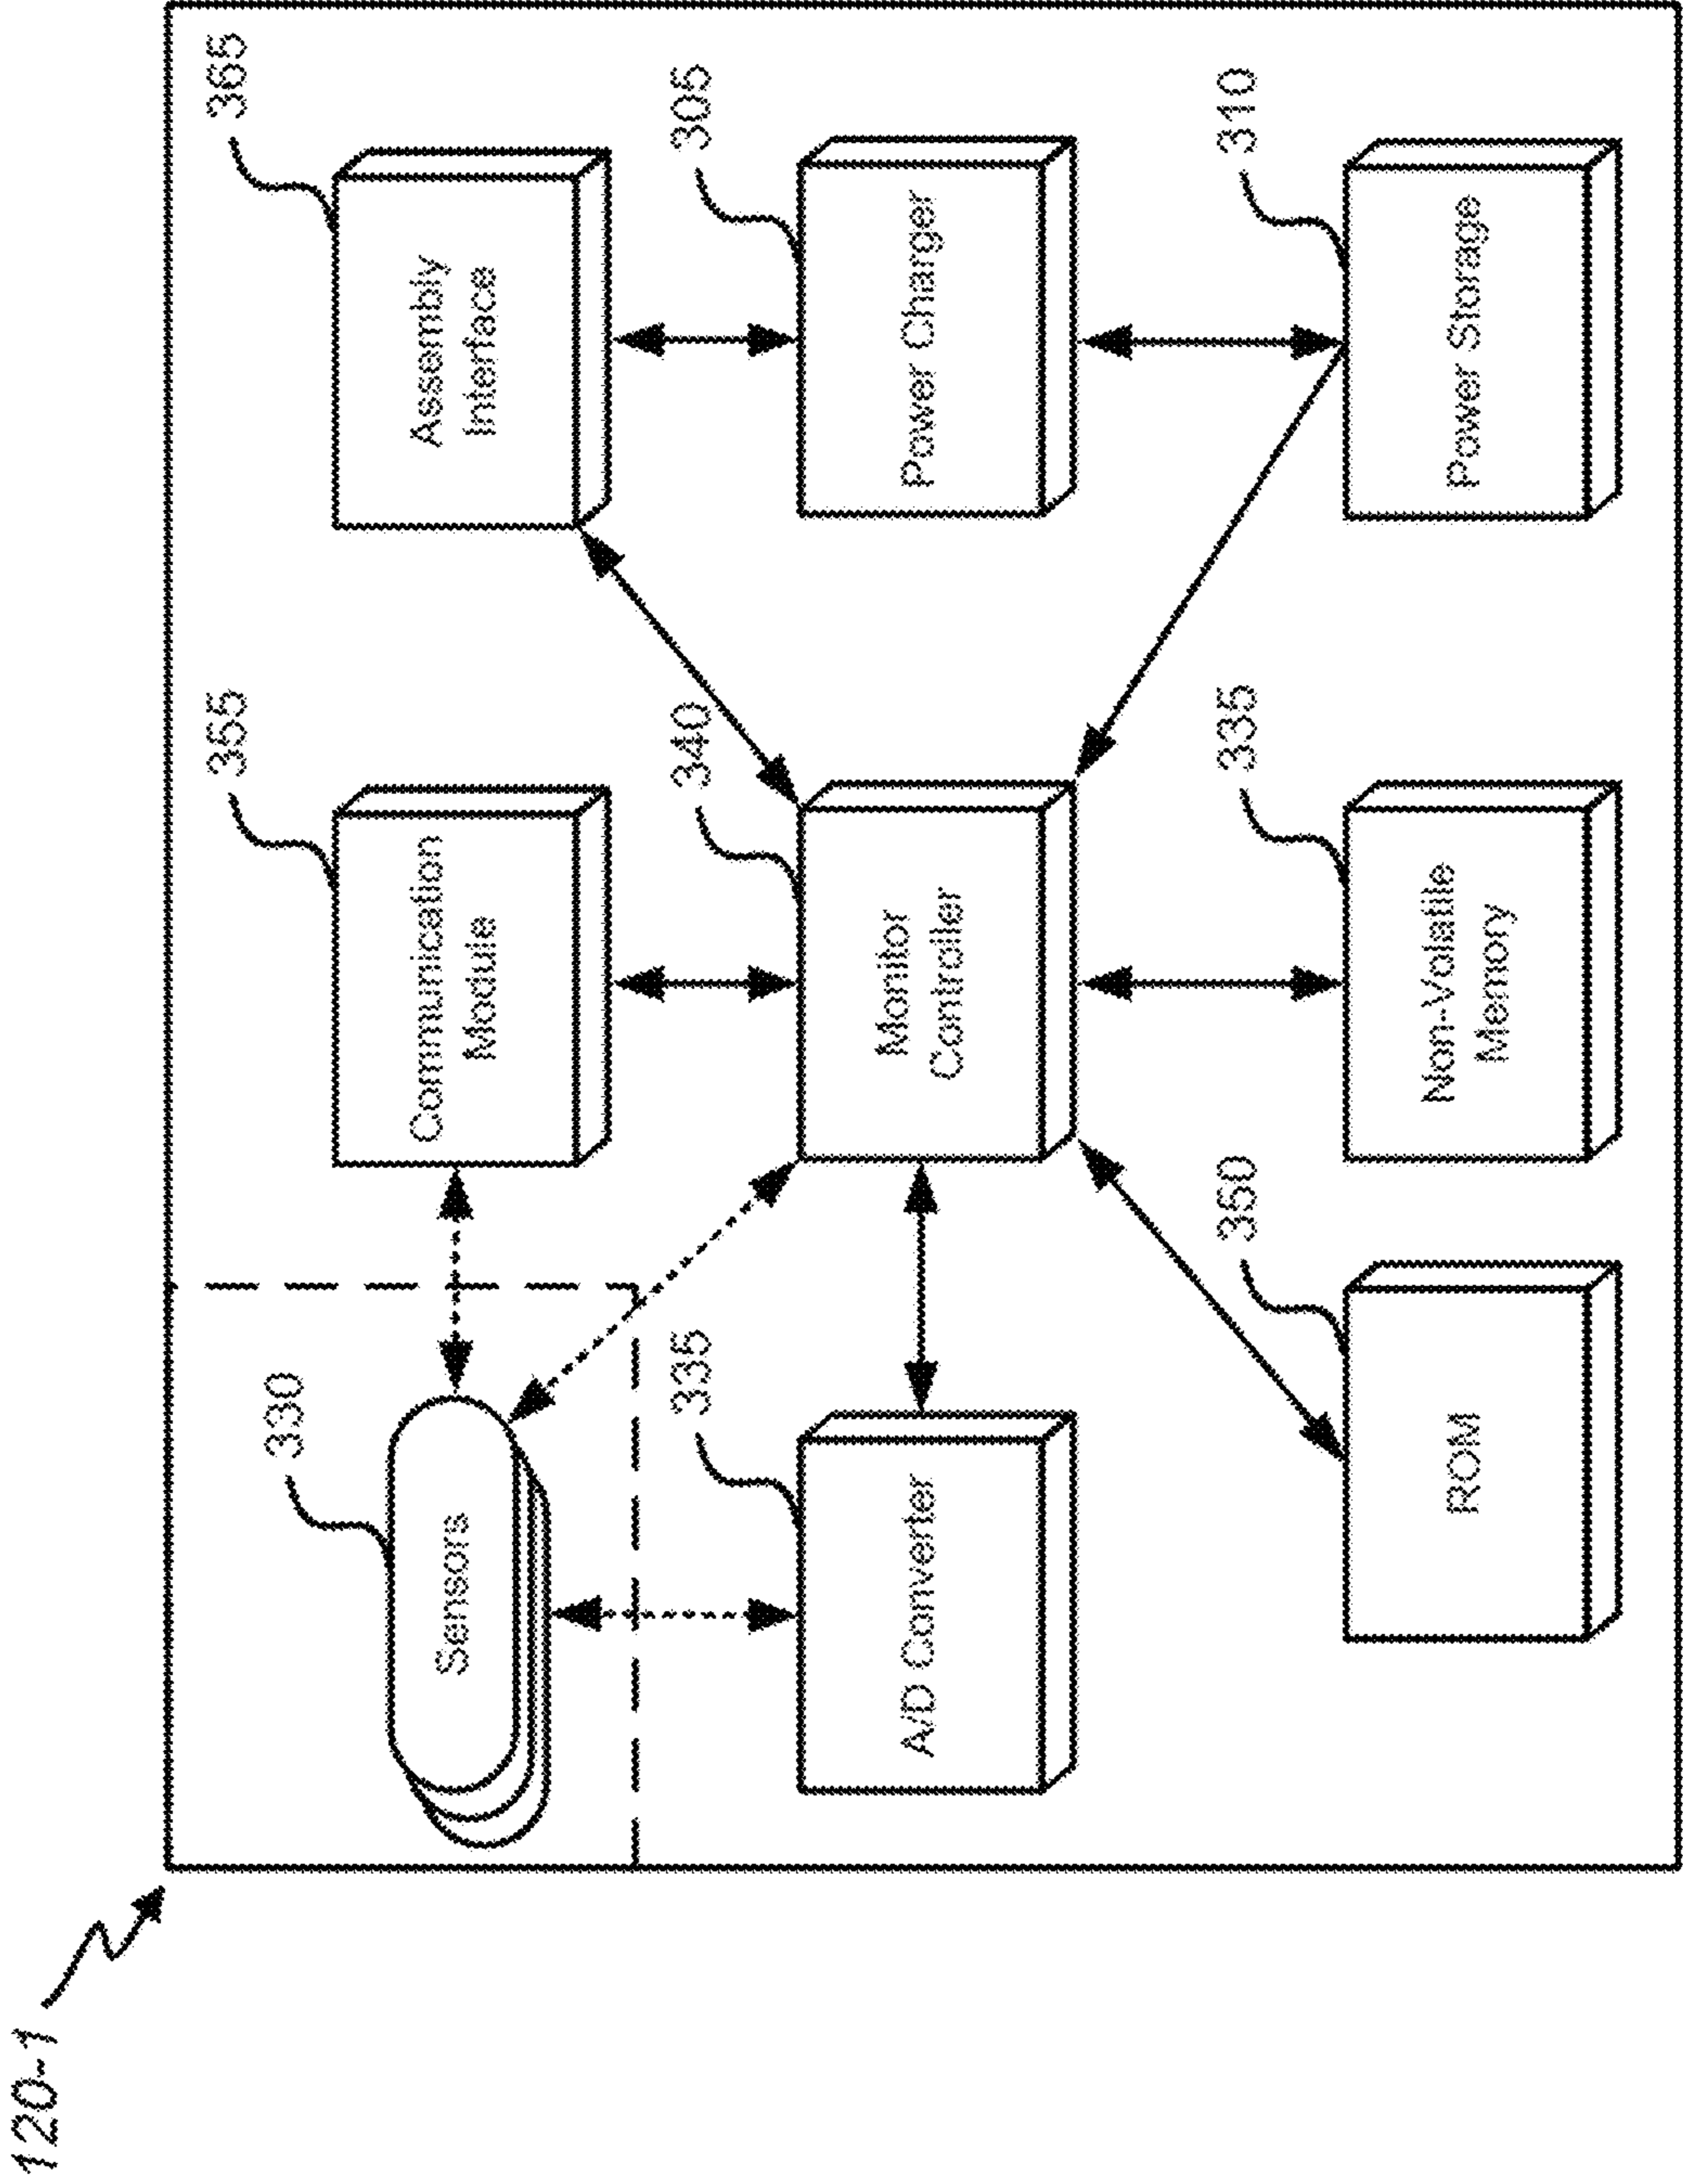 120-1
330
Sensors
355
Communication
Module
365
Assembly
Interface
335
A/D Converter
340
Monitor
Controller
305
Power Charger
350
ROM
335
Non-Volatile
Memory
310
Power Storage